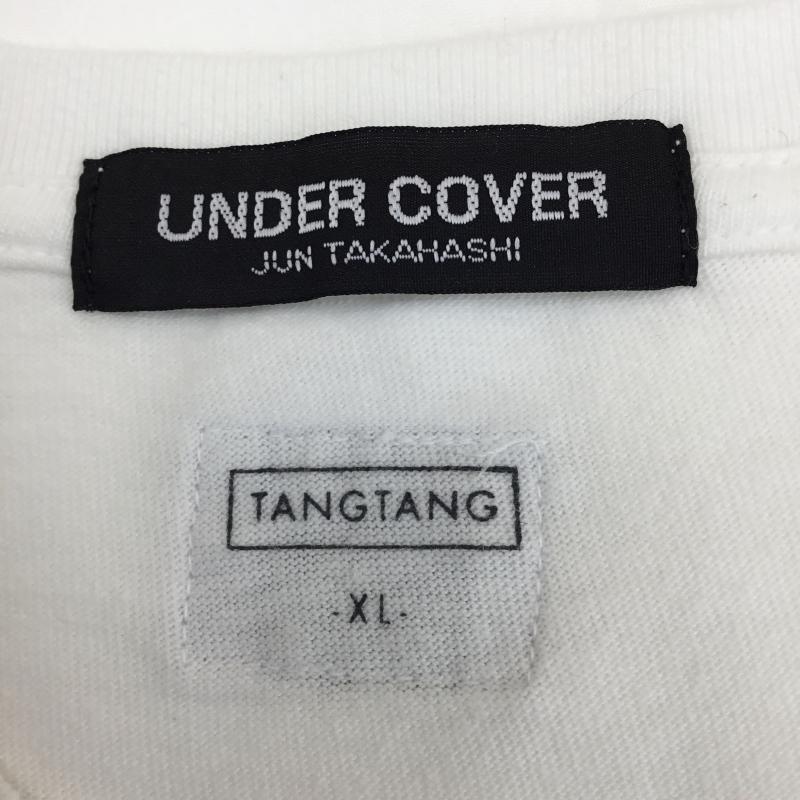 UNDER COVER
JUN TAKAHASHI
TANGTANG
-XL-